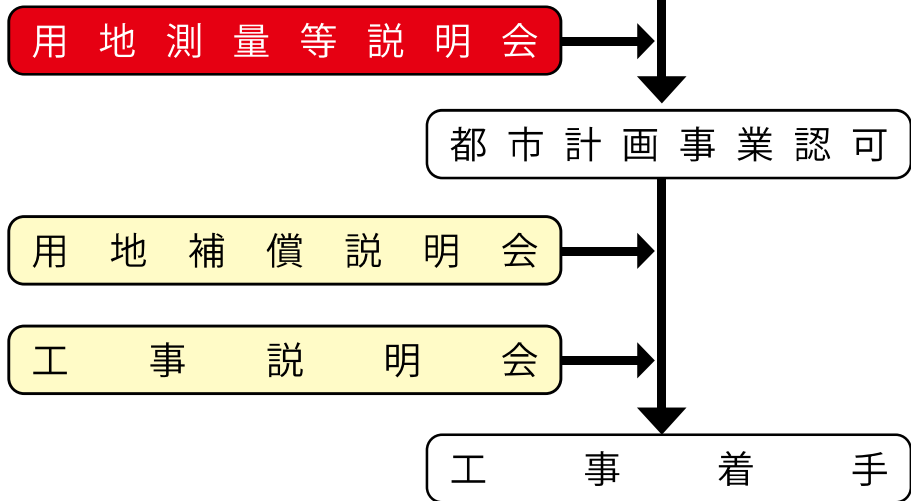 用地測量等説明会
都市計画事業認可
用地補償説明会
工事説明会
工事着手